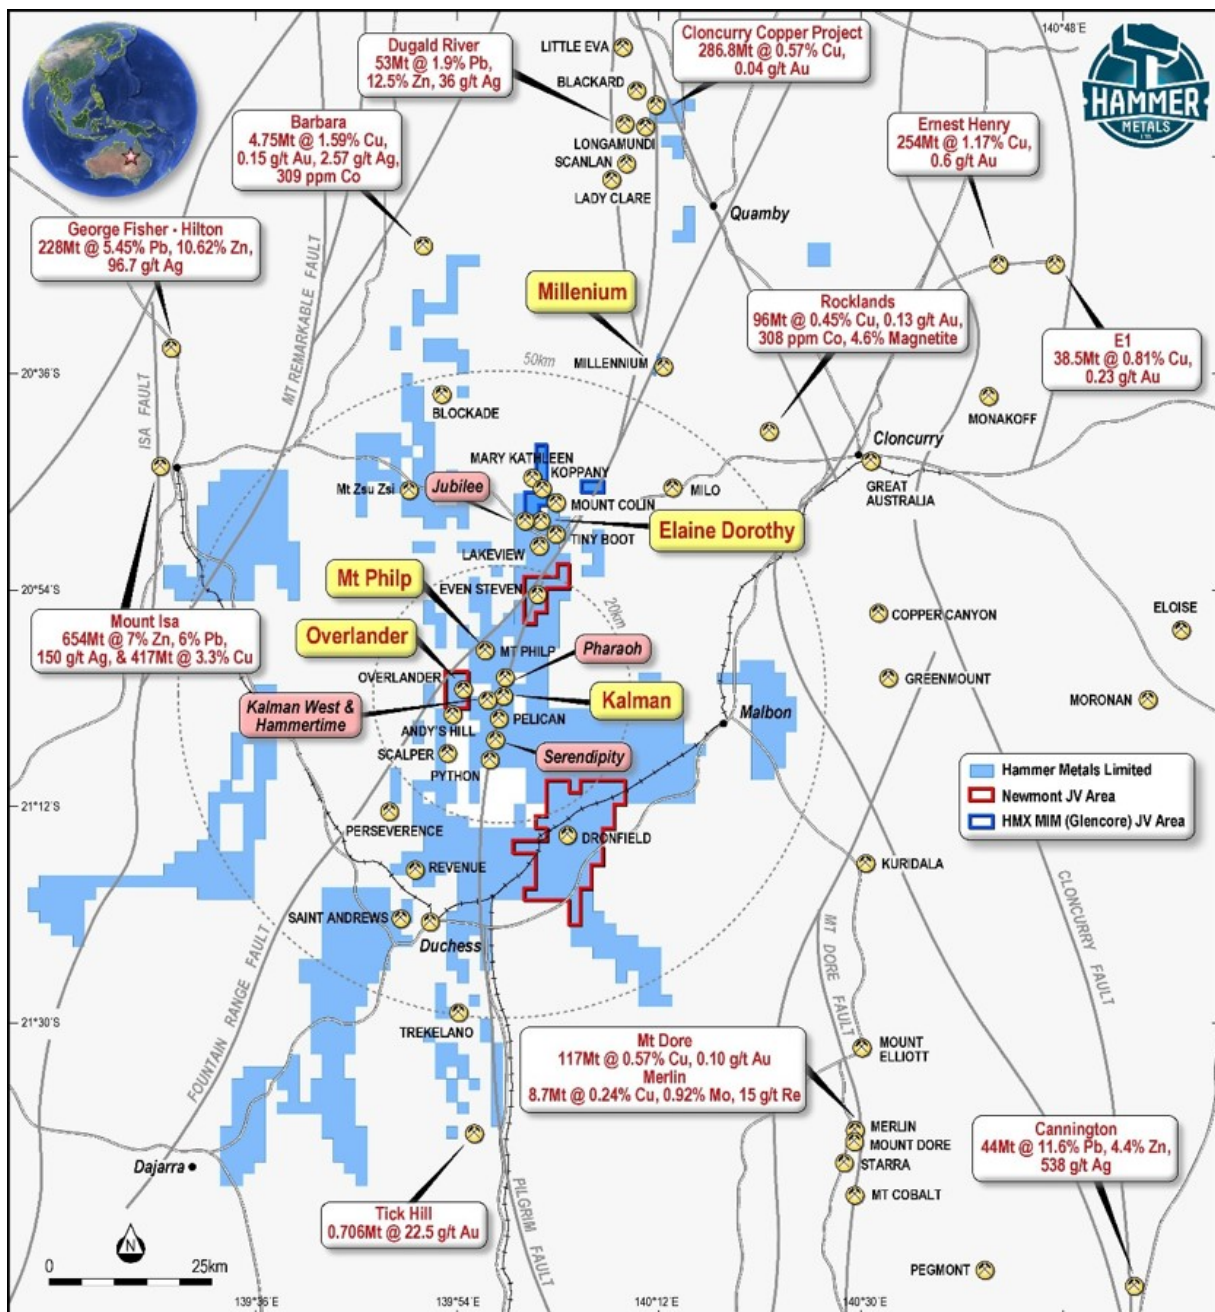 140°48'E
HAMMER
METALS
LTD.
LITTLE EVA
Dugald River
53Mt @ 1.9% Pb,
12.5% Zn, 36 g/t Ag
Cloncurry Copper Project
286.8Mt @ 0.57% Cu,
0.04 g/t Au
BLACKARD
Barbara
4.75Mt @ 1.59% Cu,
0.15 g/t Au, 2.57 g/t Ag,
309 ppm Co
Ernest Henry
254Mt @ 1.17% Cu,
0.6 g/t Au
LONGAMUNDI
SCANLAN
LADY CLARE
Quamby
George Fisher - Hilton
228Mt @ 5.45% Pb, 10.62% Zn,
96.7 g/t Ag
MT REMARKABLE FAULT
Millenium
Rocklands
96Mt @ 0.45% Cu, 0.13 g/t Au,
308 ppm Co, 4.6% Magnetite
E1
38.5Mt @ 0.81% Cu,
0.23 g/t Au
50km
MILLENNIUM
20°36'S
ISA FAULT
BLOCKADE
MONAKOFF
Cloncurry
MARY KATHLEEN
KOPPANY
Mt Zsu Zsi
Jubilee
MOUNT COLIN
MILO
GREAT
AUSTRALIA
Elaine Dorothy
TINY BOOT
LAKEVIEW
Mt Philp
EVEN STEVEN
20°54'S
20km
COPPER CANYON
ELOISE
Mount Isa
654Mt @ 7% Zn, 6% Pb,
150 g/t Ag, & 417Mt @ 3.3% Cu
Overlander
MT PHILP
Pharaoh
OVERLANDER
GREENMOUNT
MORONAN
Kalman West &
Hammertime
Kalman
PELICAN
Malbon
ANDY'S HILL
SCALPER
Serendipity
PYTHON
Hammer Metals Limited
Newmont JV Area
HMX MIM (Glencore) JV Area
21°12'S
PERSEVERENCE
DRONFIELD
REVENUE
KURIDALA
CLONCURRY FAULT
SAINT ANDREWS
Duchess
MT DORE FAULT
FOUNTAIN RANGE FAULT
21°30'S
TREKELANO
Mt Dore
117Mt @ 0.57% Cu, 0.10 g/t Au
Merlin
8.7Mt @ 0.24% Cu, 0.92% Mo, 15 g/t Re
MOUNT
ELLIOTT
MERLIN
MOUNT DORE
STARRA
MT COBALT
Cannington
44Mt @ 11.6% Pb, 4.4% Zn,
538 g/t Ag
Dajarra
Tick Hill
0.706Mt @ 22.5 g/t Au
PILGRIM FAULT
N
0 25km
PEGMONT
139°36'E
139°54'E
140°12'E
140°30'E